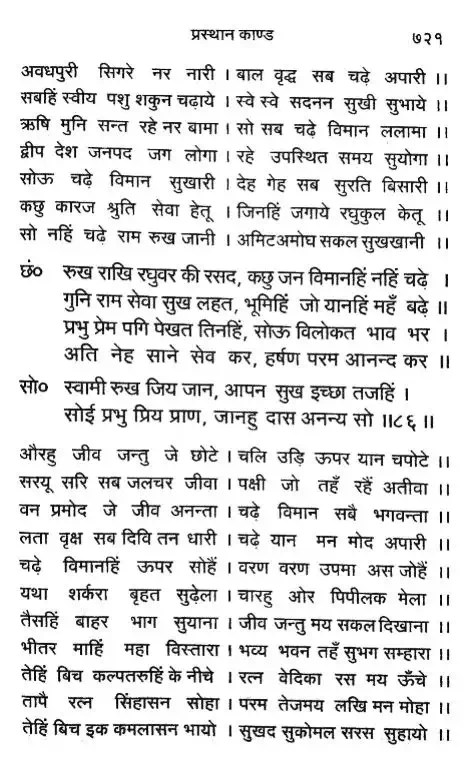 प्रस्थान काण्ड ७२१
अवधपुरी सिगरे नर नारी । बाल वृद्ध सब चढ़े अपारी ।।
सबहिं स्वीय पशु शकुन चढ़ाये । स्वे स्वे सदनन सुखी सुभाये ।।
ऋषि मुनि सन्त रहे नर बामा । सो सब चढ़े विमान ललामा ।।
द्वीप देश जनपद जग लोगा । रहे उपस्थित समय सुयोगा ।।
सोऊ चढ़े विमान सुखारी । देह गेह सब सुरति बिसारी ।।
कछु कारज श्रुति सेवा हेतू । जिनहिं जगाये रघुकुल केतू ।।
सो नहिं चढ़े राम रुख जानी । अमिटअमोघ सकल सुखखानी ।।
छं० रुख राखि रघुवर की रसद, कछु जन विमानहिं नहिं चढ़े ।
गुनि राम सेवा सुख लहत, भूमिहिं जो यानहिं महँ बढ़े ।।
प्रभु प्रेम पगि पेखत तिनहिं, सोऊ विलोकत भाव भर ।
अति नेह साने सेव कर, हर्षण परम आनन्द कर ।।
सो० स्वामी रुख जिय जान, आपन सुख इच्छा तजहिं ।
सोई प्रभु प्रिय प्राण, जानहु दास अनन्य सो ।।८६।।
औरहु जीव जन्तु जे छोटे । चलि उड़ि ऊपर यान चपोटे ।।
सरयू सरि सब जलचर जीवा । पक्षी जो तहँ रहैं अतीवा ।।
वन प्रमोद जे जीव अनन्ता । चढ़े विमान सबै भगवन्ता ।।
लता वृक्ष सब दिवि तन धारी । चढ़े यान मन मोद अपारी ।।
चढ़े विमानहिं ऊपर सोहैं । वरण वरण उपमा अस जोहैं ।।
यथा शर्करा बृहत सुढ़ेला । चारहु ओर पिपीलक मेला ।।
तैसहिं बाहर भाग सुयाना । जीव जन्तु मय सकल दिखाना ।।
भीतर माहिं महा विस्तारा । भव्य भवन तहँ सुभग सम्हारा ।।
तेहिं बिच कल्पतरुहिं के नीचे । रत्न वेदिका रस मय ऊँचे ।।
तापै रत्न सिंहासन सोहा । परम तेजमय लखि मन मोहा ।।
तेहिं बिच इक कमलासन भायो । सुखद सुकोमल सरस सुहायो ।।